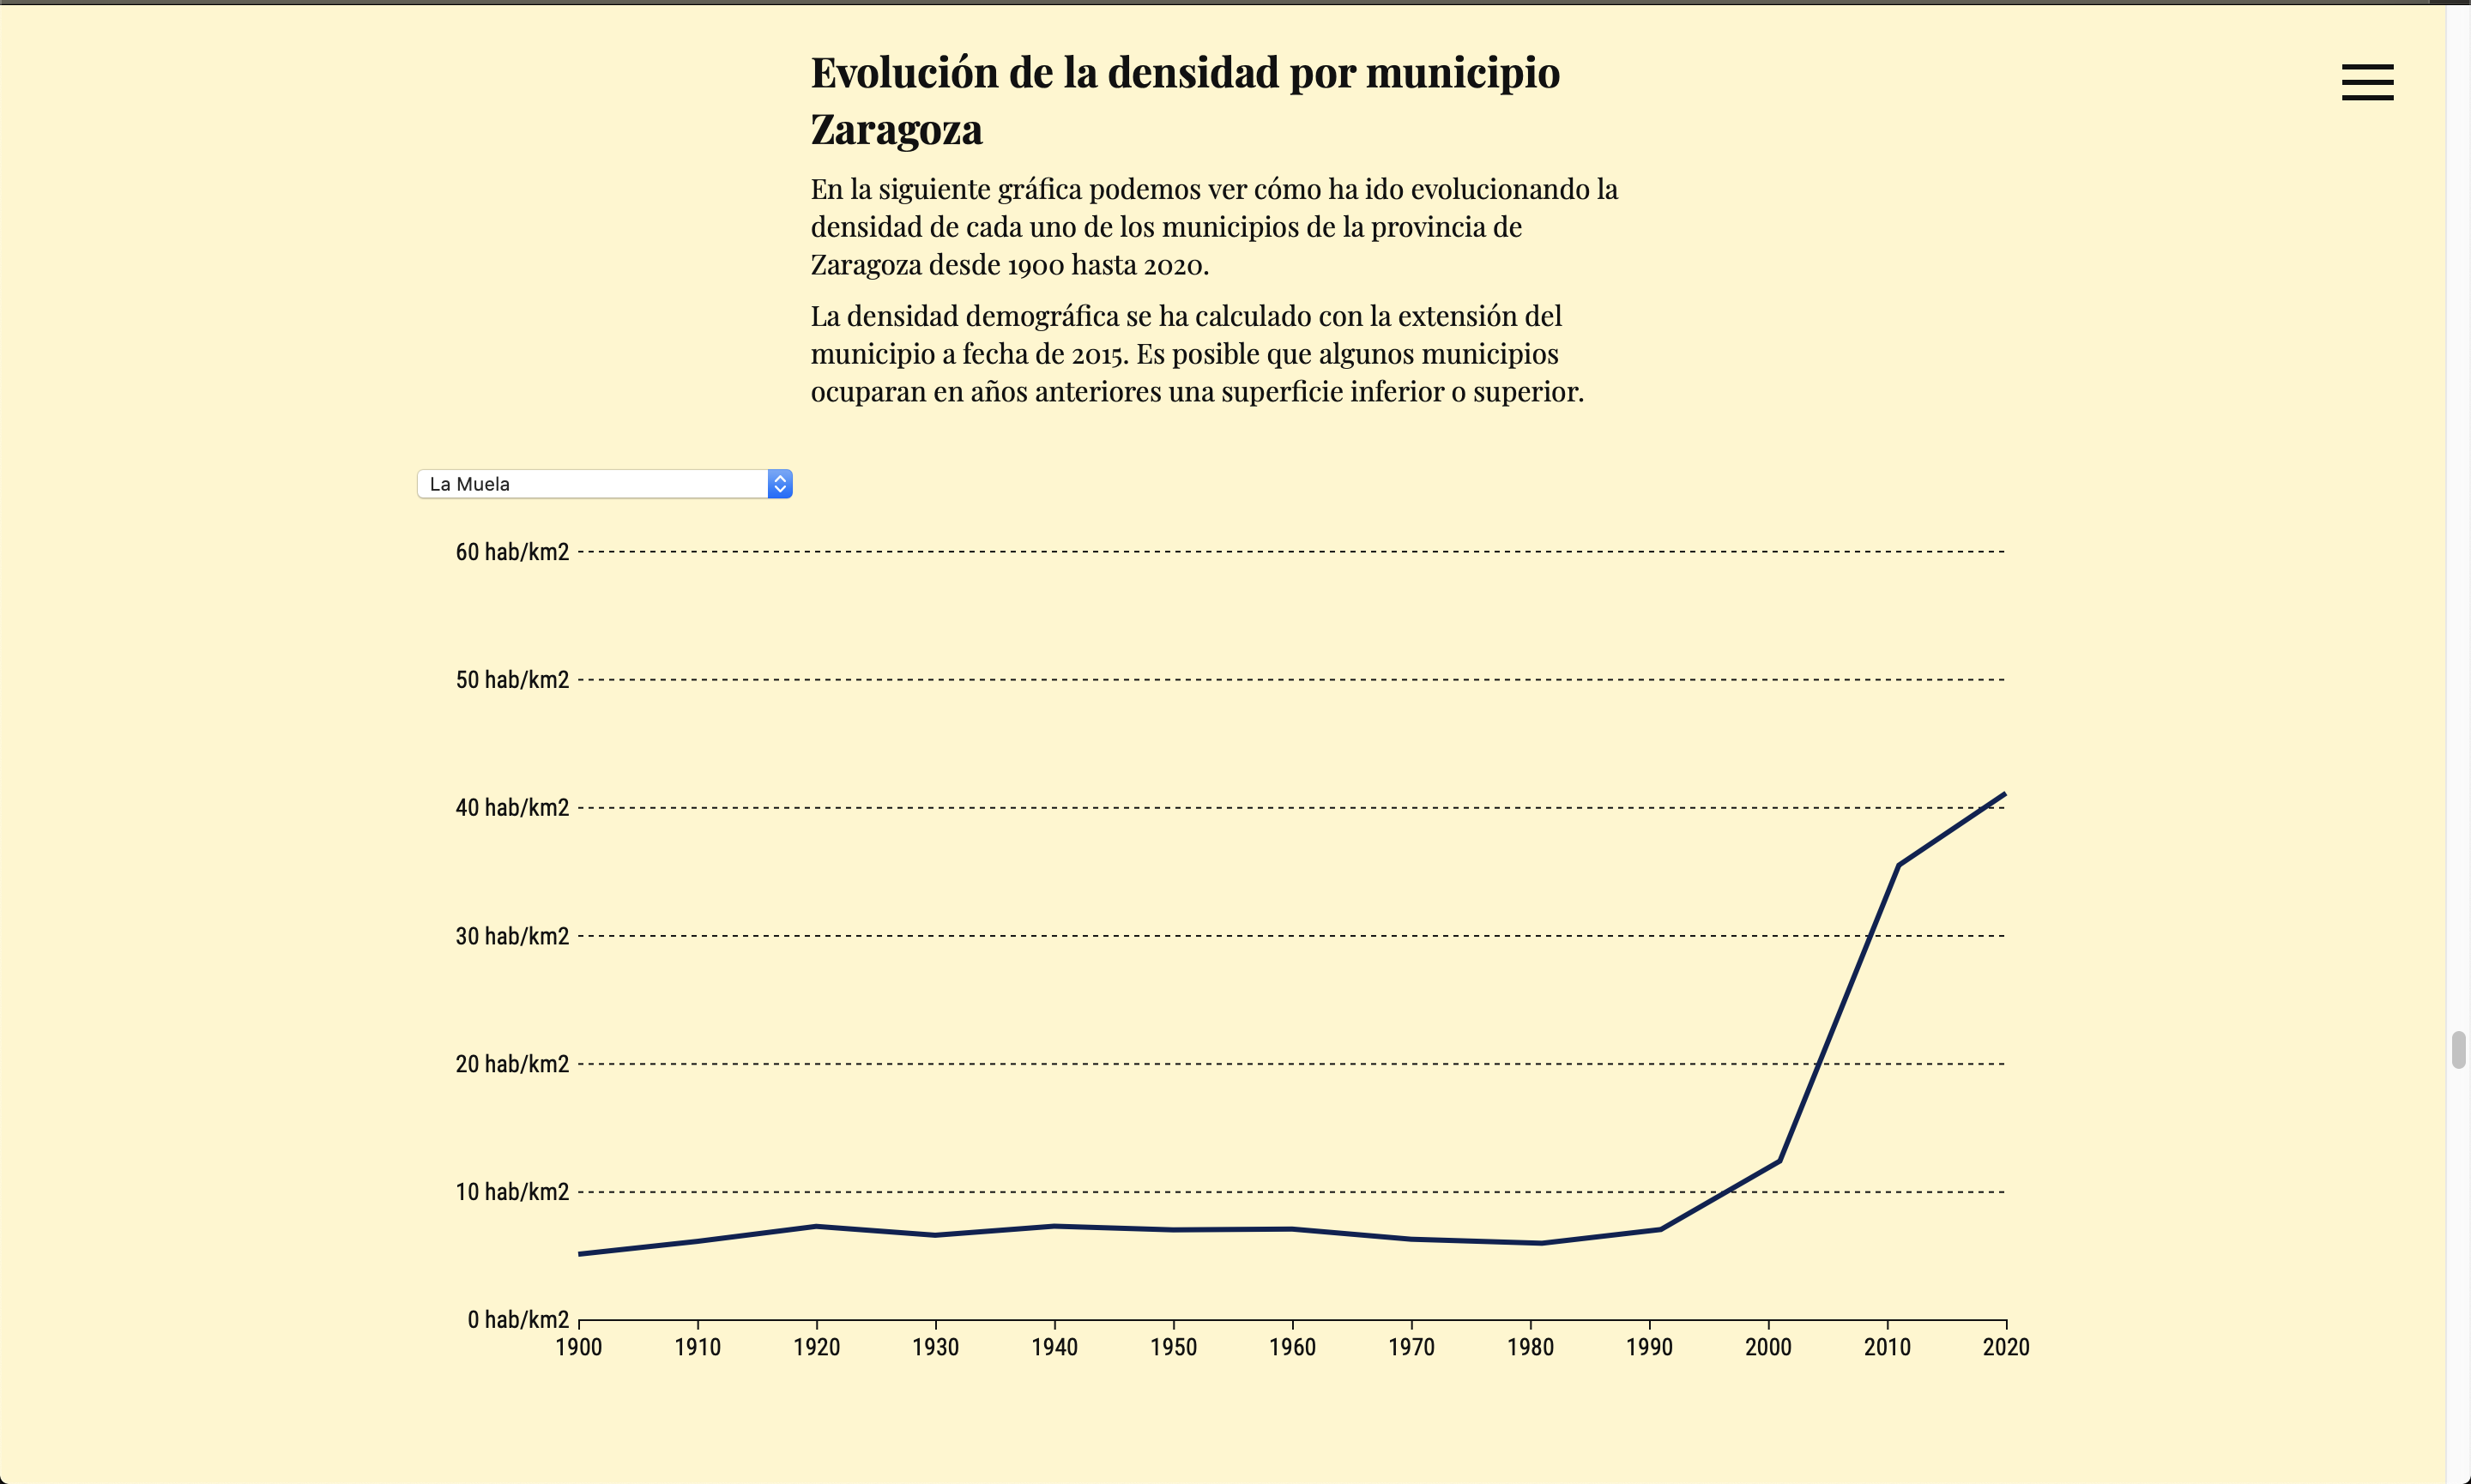 Evolución de la densidad por municipio
Zaragoza
En la siguiente gráfica podemos ver cómo ha ido evolucionando la
densidad de cada uno de los municipios de la provincia de
Zaragoza desde 1900 hasta 2020.
La densidad demográfica se ha calculado con la extensión del
municipio a fecha de 2015. Es posible que algunos municipios
ocuparan en años anteriores una superficie inferior o superior.
La Muela
60 hab/km2
50 hab/km2
40 hab/km2
30 hab/km2
20 hab/km2
10 hab/km2
0 hab/km2
1900 1910 1920 1930 1940 1950 1960 1970 1980 1990 2000 2010 2020